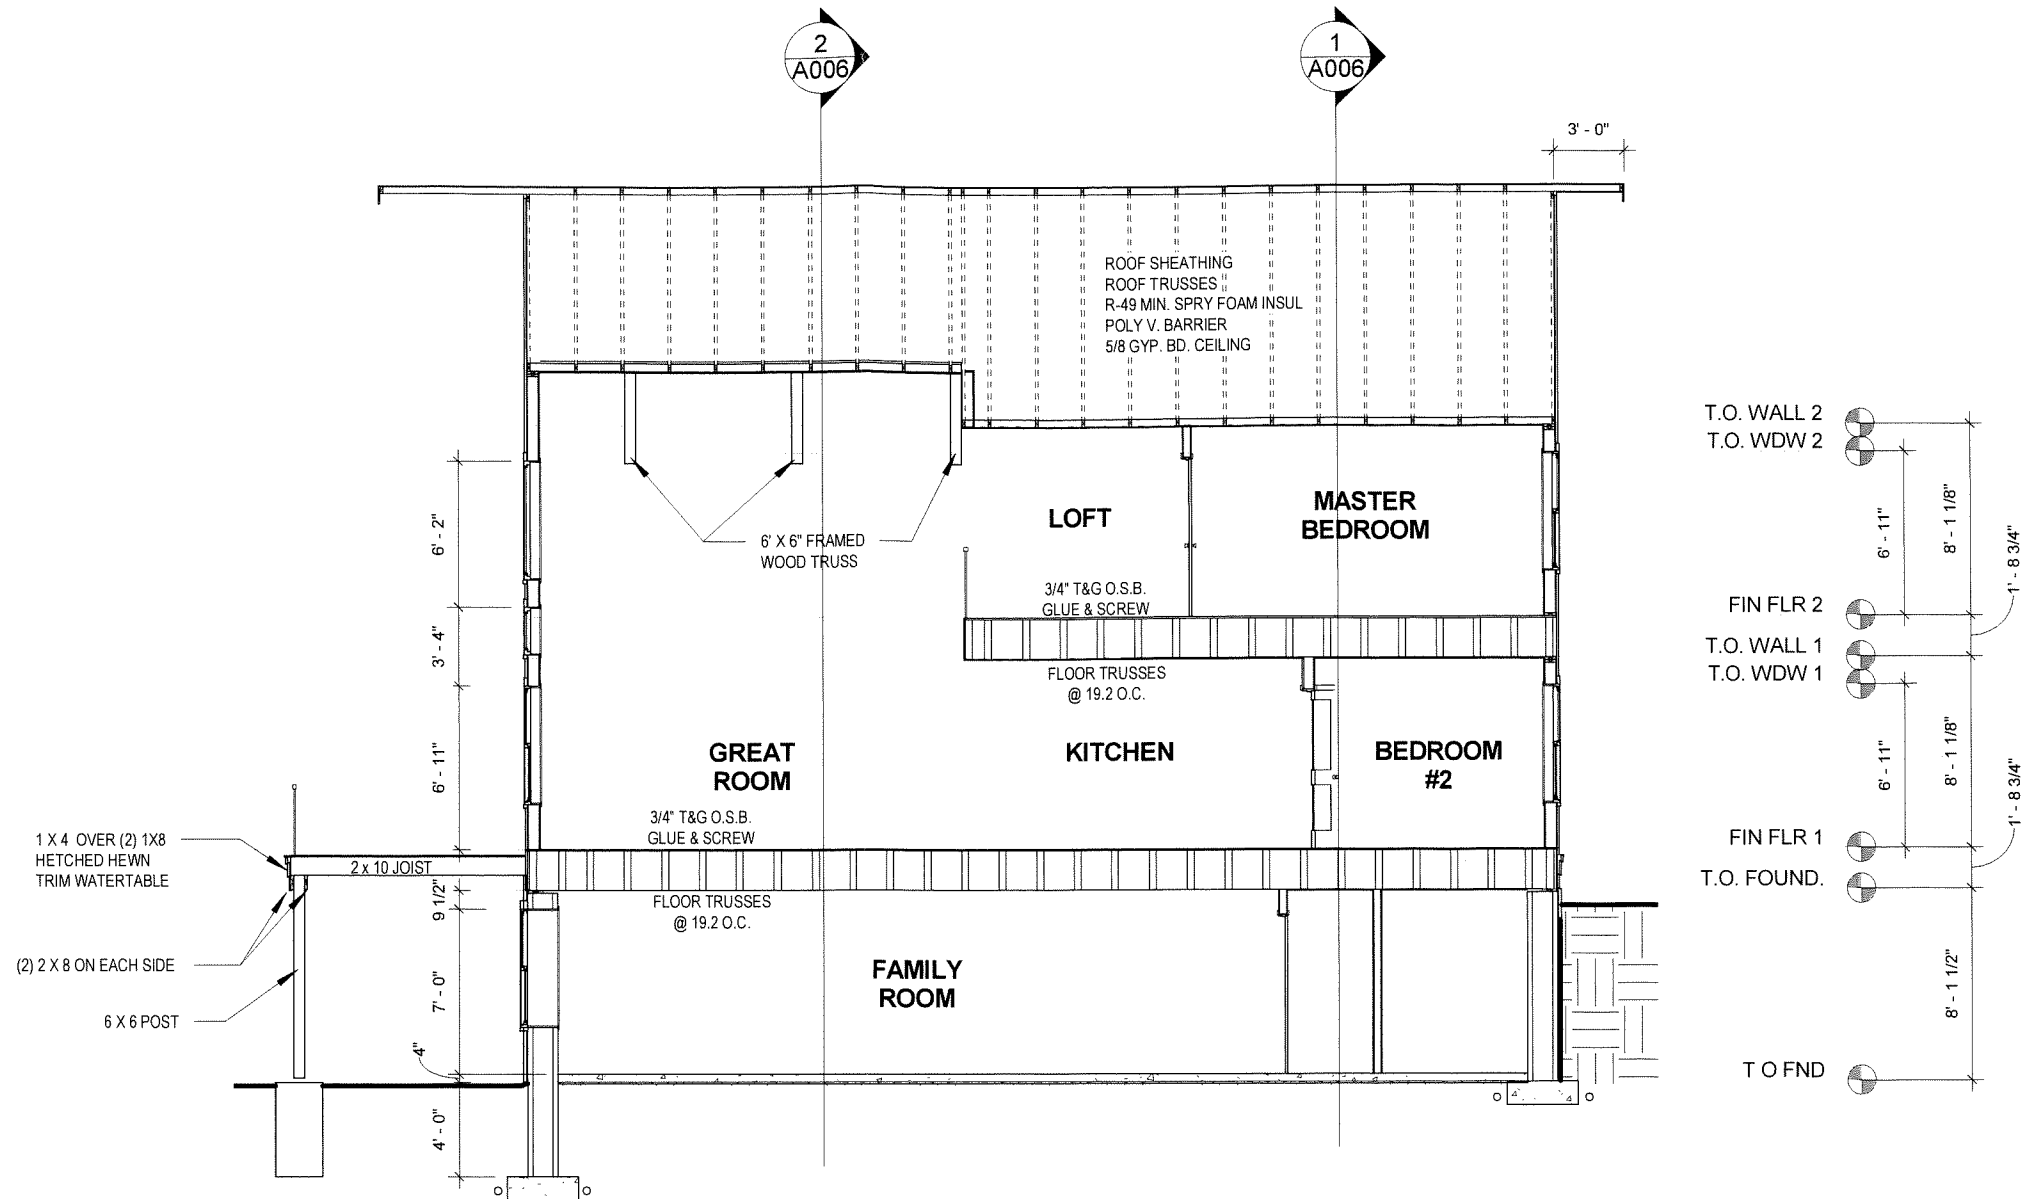 2
A006
1
A006
3' - 0"
ROOF SHEATHING
ROOF TRUSSES
R-49 MIN. SPRY FOAM INSUL
POLY V. BARRIER
5/8 GYP. BD. CEILING
T.O. WALL 2
T.O. WDW 2
6' - 2"
6' X 6" FRAMED
WOOD TRUSS
LOFT
MASTER
BEDROOM
6' - 11"
8' - 1 1/8"
1' - 8 3/4"
3/4" T&G O.S.B.
GLUE & SCREW
FIN FLR 2
3' - 4"
T.O. WALL 1
T.O. WDW 1
FLOOR TRUSSES
@ 19.2 O.C.
6' - 11"
GREAT
ROOM
KITCHEN
BEDROOM
#2
6' - 11"
8' - 1 1/8"
1' - 8 3/4"
3/4" T&G O.S.B.
GLUE & SCREW
FIN FLR 1
1 X 4 OVER (2) 1X8
HETCHED HEWN
TRIM WATERTABLE
2 x 10 JOIST
T.O. FOUND.
9 1/2"
FLOOR TRUSSES
@ 19.2 O.C.
(2) 2 X 8 ON EACH SIDE
FAMILY
ROOM
7' - 0"
8' - 1 1/2"
6 X 6 POST
4"
T O FND
4' - 0"